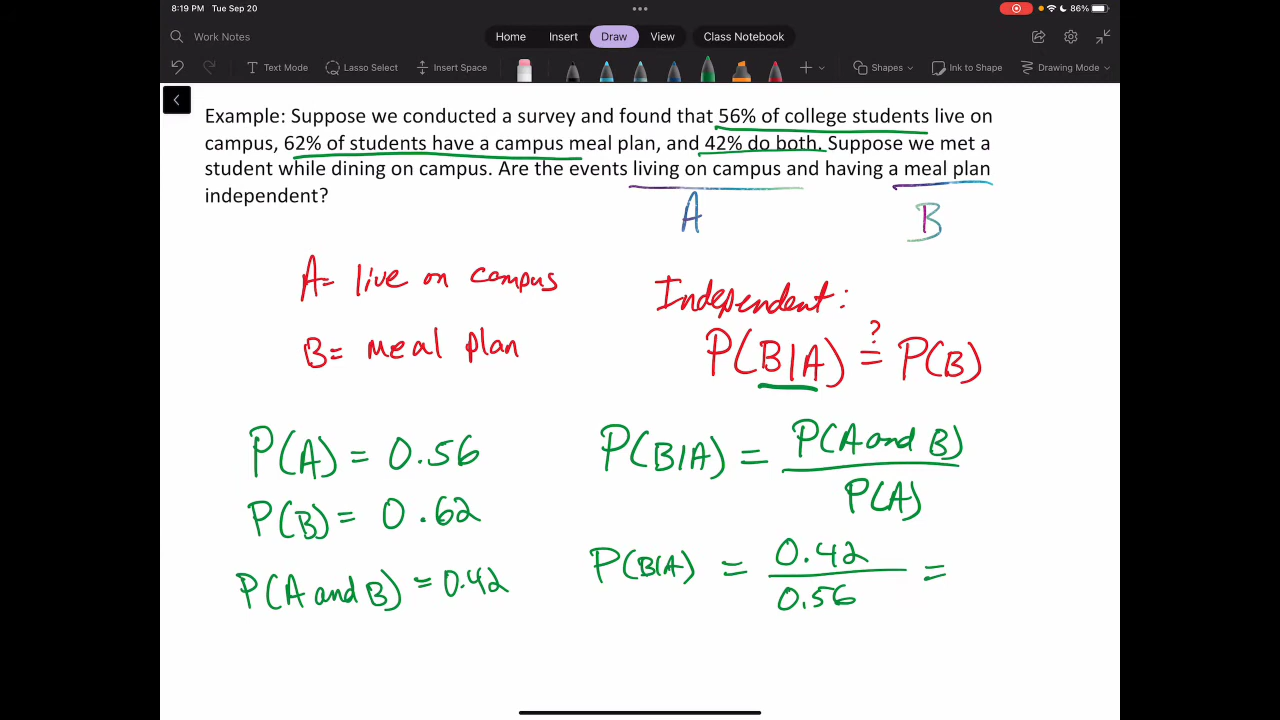 8:19 PM Tue Sep 20
86%
Work Notes
Home Insert Draw View Class Notebook
Text Mode Lasso Select Insert Space Shapes Ink to Shape Drawing Mode
Example: Suppose we conducted a survey and found that 56% of college students live on
campus, 62% of students have a campus meal plan, and 42% do both. Suppose we met a
student while dining on campus. Are the events living on campus and having a meal plan
independent?
A B
A= live on campus
B= meal plan
Independent:
P(B|A) ?= P(B)
P(A) = 0.56
P(B) = 0.62
P(A and B) = 0.42
P(B|A) = P(A and B)
P(A)
P(B|A) = 0.42 =
0.56